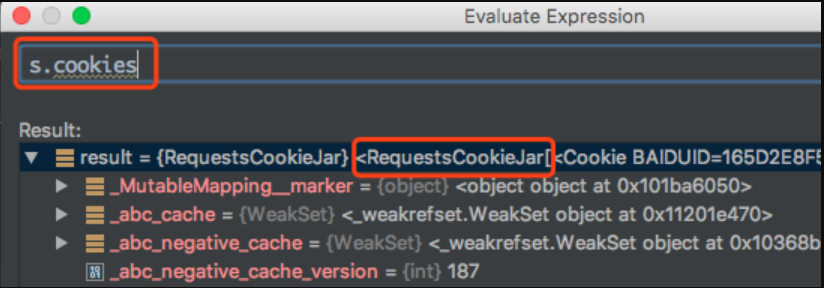 Evaluate Expression
s.cookies
Result:
result = {RequestsCookieJar} <RequestsCookieJar[<Cookie BAIDUID=165D2E8F5
_MutableMapping__marker = {object} <object object at 0x101ba6050>
_abc_cache = {WeakSet} <_weakrefset.WeakSet object at 0x11201e470>
_abc_negative_cache = {WeakSet} <_weakrefset.WeakSet object at 0x10368b
_abc_negative_cache_version = {int} 187